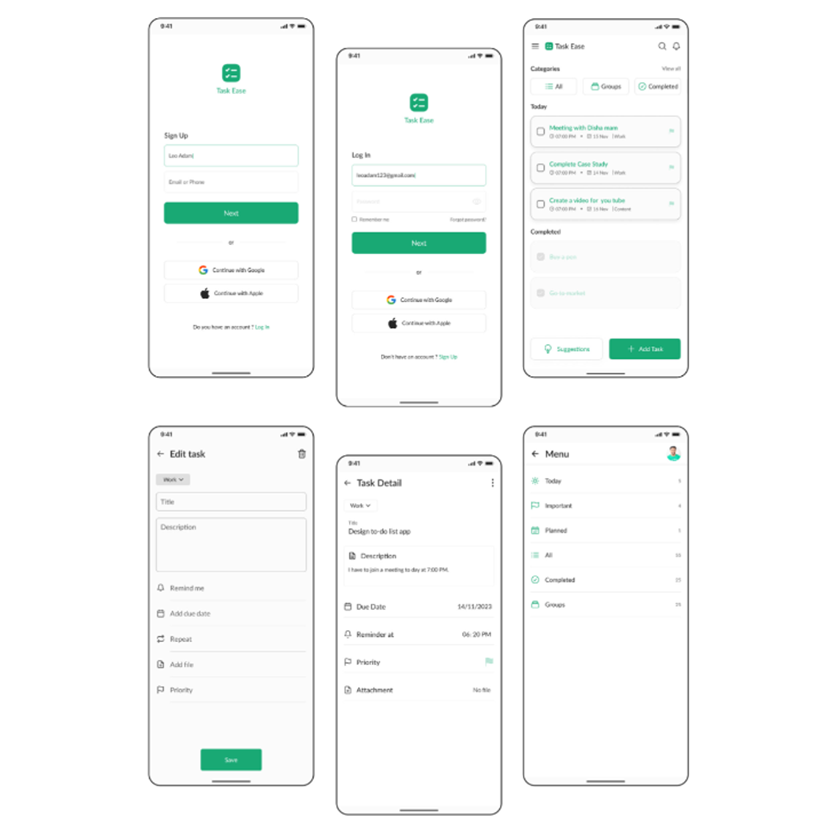 9:41
Task Ease
Sign Up
Leo Adam
Email or Phone
Next
or
Continue with Google
Continue with Apple
Do you have an account ? Log In
9:41
Task Ease
Log In
leoadam123@gmail.com
Password
Remember me Forgot password?
Next
or
Continue with Google
Continue with Apple
Don't have an account ? Sign Up
9:41
Task Ease
Categories View all
All Groups Completed
Today
Meeting with Disha mam
07:00 PM • 15 Nov | Work
Complete Case Study
07:00 PM • 14 Nov | Work
Create a video for you tube
07:00 PM • 16 Nov | Content
Completed
Buy a pen
Go to market
Suggestions + Add Task
9:41
Edit task
Work
Title
Description
Remind me
Add due date
Repeat
Add file
Priority
Save
9:41
Task Detail
Work
Title
Design to-do list app
Description
I have to join a meeting to day at 7:00 PM.
Due Date 14/11/2023
Reminder at 06: 20 PM
Priority
Attachment No file
9:41
Menu
Today
Important
Planned
All
Completed
Groups